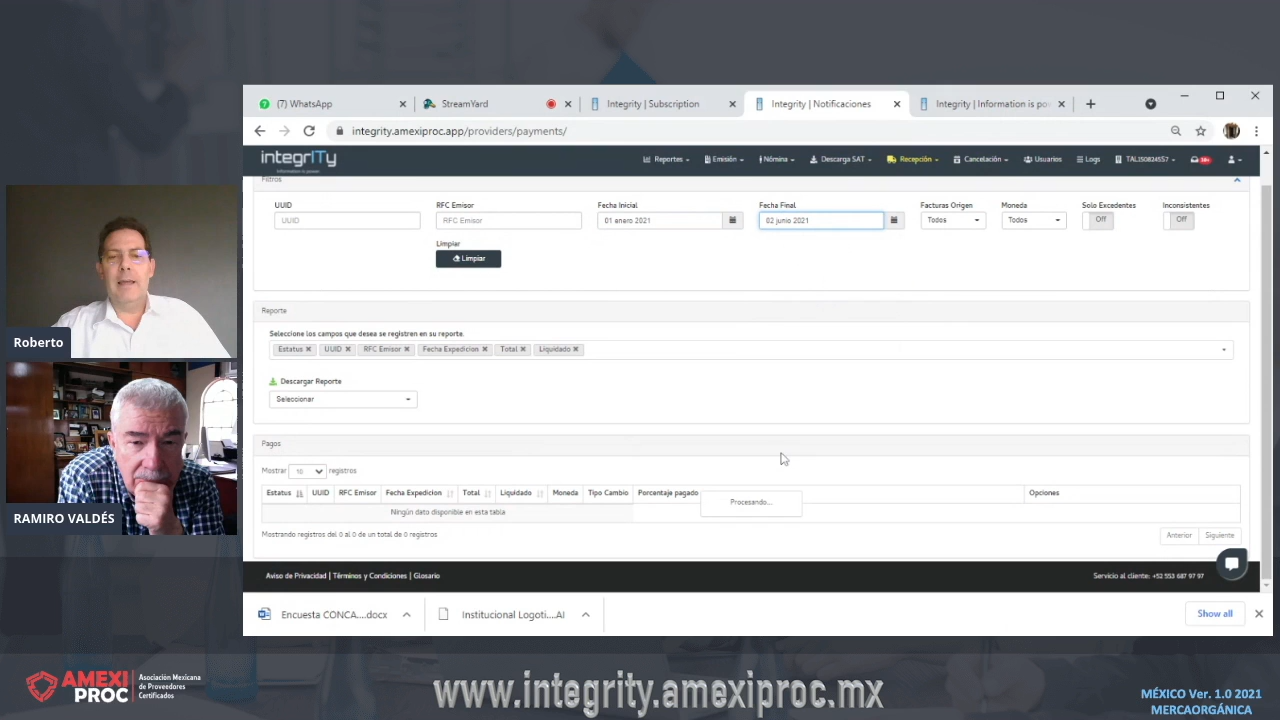 (7) WhatsApp
StreamYard
Integrity | Subscription
Integrity | Notificaciones
Integrity | Information is po
integrity.amexiproc.app/providers/payments/
integrITy
Information is power
Reportes
Emisión
Nómina
Descarga SAT
Recepción
Cancelación
Usuarios
Logs
Filtros
UUID
RFC Emisor
Fecha Inicial
Fecha Final
Facturas Origen
Moneda
Solo Excedentes
Inconsistentes
UUID
RFC Emisor
01 enero 2021
02 junio 2021
Todos
Todos
Off
Off
Limpiar
Limpiar
Reporte
Seleccione los campos que desea se registren en su reporte.
Estatus
UUID
RFC Emisor
Fecha Expedicion
Total
Liquidado
Descargar Reporte
Seleccionar
Pagos
Mostrar 10 registros
Estatus
UUID
RFC Emisor
Fecha Expedicion
Total
Liquidado
Moneda
Tipo Cambio
Porcentaje pagado
Opciones
Procesando...
Ningún dato disponible en esta tabla
Mostrando registros del 0 al 0 de un total de 0 registros
Anterior
Siguiente
Aviso de Privacidad | Términos y Condiciones | Glosario
Servicio al cliente: +52 553 687 97 97
Encuesta CONCA....docx
Institucional Logoti....AI
Show all
Roberto
RAMIRO VALDÉS
AMEXI
PROC
Asociación Mexicana
de Proveedores
Certificados
www.integrity.amexiproc.mx
MÉXICO Ver. 1.0 2021
MERCAORGÁNICA